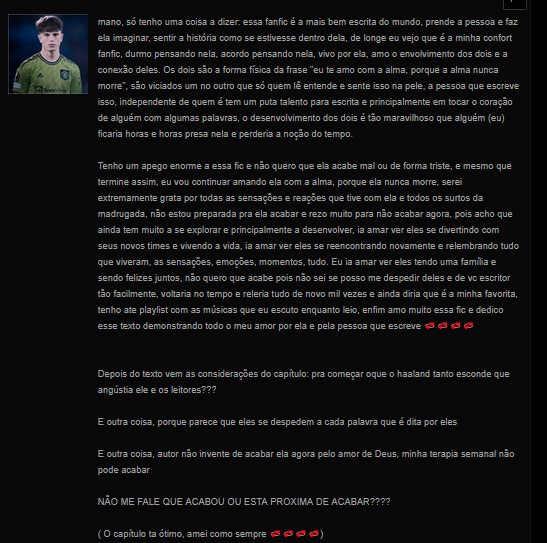 mano, só tenho uma coisa a dizer: essa fanfic é a mais bem escrita do mundo, prende a pessoa e faz
ela imaginar, sentir a história como se estivesse dentro dela, de longe eu vejo que é a minha confort
fanfic, durmo pensando nela, acordo pensando nela, vivo por ela, amo o envolvimento dos dois e a
conexão deles. Os dois são a forma física da frase "eu te amo com a alma, porque a alma nunca
morre", são viciados um no outro que só quem lê entende e sente isso na pele, a pessoa que escreve
isso, independente de quem é tem um puta talento para escrita e principalmente em tocar o coração
de alguém com algumas palavras, o desenvolvimento dos dois é tão maravilhoso que alguém (eu)
ficaria horas e horas presa nela e perderia a noção do tempo.

Tenho um apego enorme a essa fic e não quero que ela acabe mal ou de forma triste, e mesmo que
termine assim, eu vou continuar amando ela com a alma, porque ela nunca morre, serei
extremamente grata por todas as sensações e reações que tive com ela e todos os surtos da
madrugada, não estou preparada pra ela acabar e rezo muito para não acabar agora, pois acho que
ainda tem muito a se explorar e principalmente a desenvolver, ia amar ver eles se divertindo com
seus novos times e vivendo a vida, ia amar ver eles se reencontrando novamente e relembrando tudo
que viveram, as sensações, emoções, momentos, tudo. Eu ia amar ver eles tendo uma família e
sendo felizes juntos, não quero que acabe pois não sei se posso me despedir deles e de vc escritor
tão facilmente, voltaria no tempo e releria tudo de novo mil vezes e ainda diria que é a minha favorita,
tenho ate playlist com as músicas que eu escuto enquanto leio, enfim amo muito essa fic e dedico
esse texto demonstrando todo o meu amor por ela e pela pessoa que escreve

Depois do texto vem as considerações do capítulo: pra começar oque o haaland tanto esconde que
angústia ele e os leitores???

E outra coisa, porque parece que eles se despedem a cada palavra que é dita por eles

E outra coisa, autor não invente de acabar ela agora pelo amor de Deus, minha terapia semanal não
pode acabar

NÃO ME FALE QUE ACABOU OU ESTA PROXIMA DE ACABAR????

( O capítulo ta ótimo, amei como sempre )